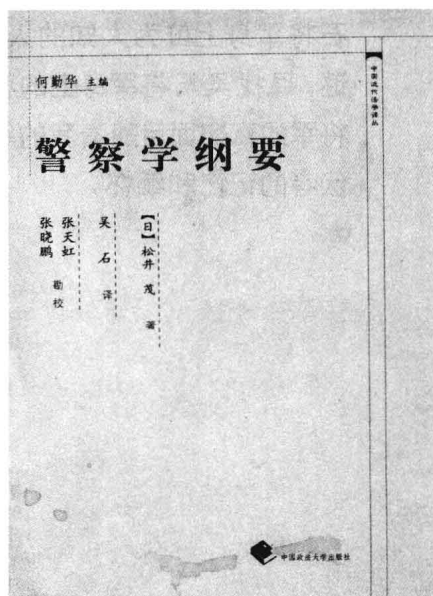 何勤华 主编
中国近代法学译丛
警察学纲要
【日】松井 茂 著
吴 石 译
张天虹
张晓鹏 勘校
中国政法大学出版社